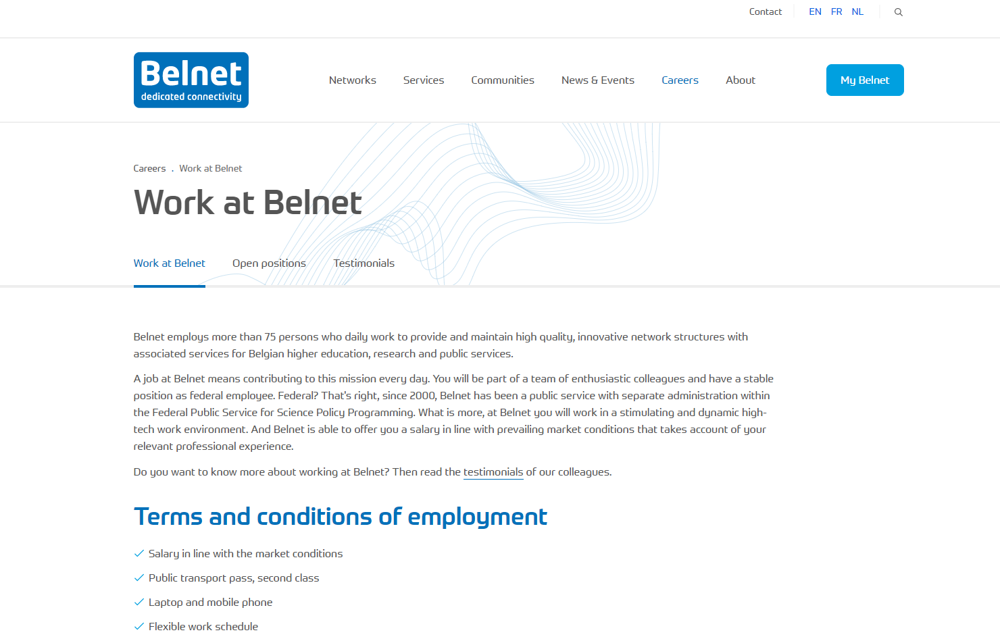 Contact EN FR NL
Belnet
dedicated connectivity
Networks Services Communities News & Events Careers About
My Belnet
Careers . Work at Belnet
Work at Belnet
Work at Belnet Open positions Testimonials
Belnet employs more than 75 persons who daily work to provide and maintain high quality, innovative network structures with
associated services for Belgian higher education, research and public services.
A job at Belnet means contributing to this mission every day. You will be part of a team of enthusiastic colleagues and have a stable
position as federal employee. Federal? That's right, since 2000, Belnet has been a public service with separate administration within
the Federal Public Service for Science Policy Programming. What is more, at Belnet you will work in a stimulating and dynamic high-
tech work environment. And Belnet is able to offer you a salary in line with prevailing market conditions that takes account of your
relevant professional experience.
Do you want to know more about working at Belnet? Then read the testimonials of our colleagues.
Terms and conditions of employment
Salary in line with the market conditions
Public transport pass, second class
Laptop and mobile phone
Flexible work schedule